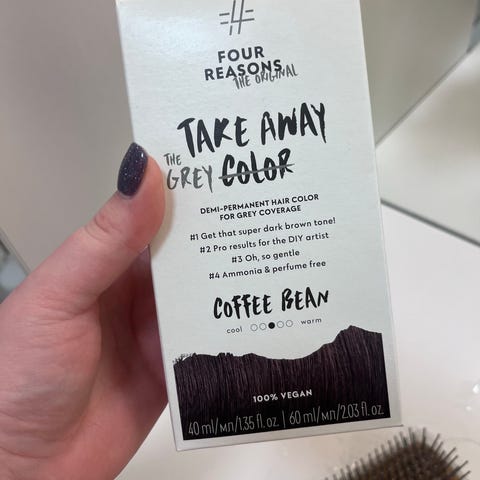 FOUR
REASONS
THE ORIGINAL
TAKE AWAY
THE
GREY COLOR
DEMI-PERMANENT HAIR COLOR
FOR GREY COVERAGE
#1 Get that super dark brown tone!
#2 Pro results for the DIY artist
#3 Oh, so gentle
#4 Ammonia & perfume free
COFFEE BEAN
cool warm
100% VEGAN
40 ml/мл/1.35 fl. oz. | 60 ml/мл/2.03 fl. oz.